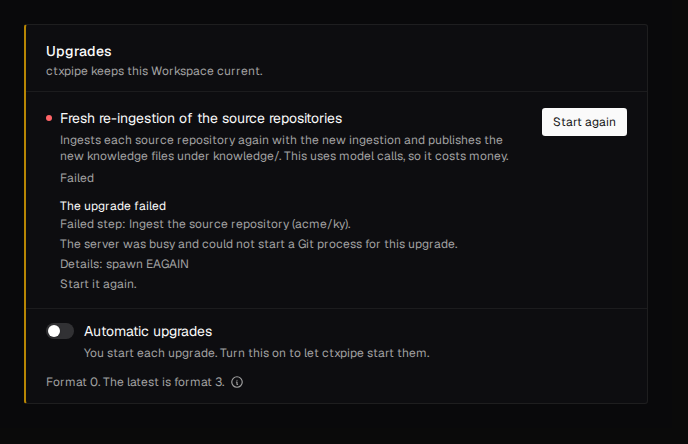 Upgrades
ctxpipe keeps this Workspace current.
Fresh re-ingestion of the source repositories
Start again
Ingests each source repository again with the new ingestion and publishes the
new knowledge files under knowledge/. This uses model calls, so it costs money.
Failed
The upgrade failed
Failed step: Ingest the source repository (acme/ky).
The server was busy and could not start a Git process for this upgrade.
Details: spawn EAGAIN
Start it again.
Automatic upgrades
You start each upgrade. Turn this on to let ctxpipe start them.
Format 0. The latest is format 3.